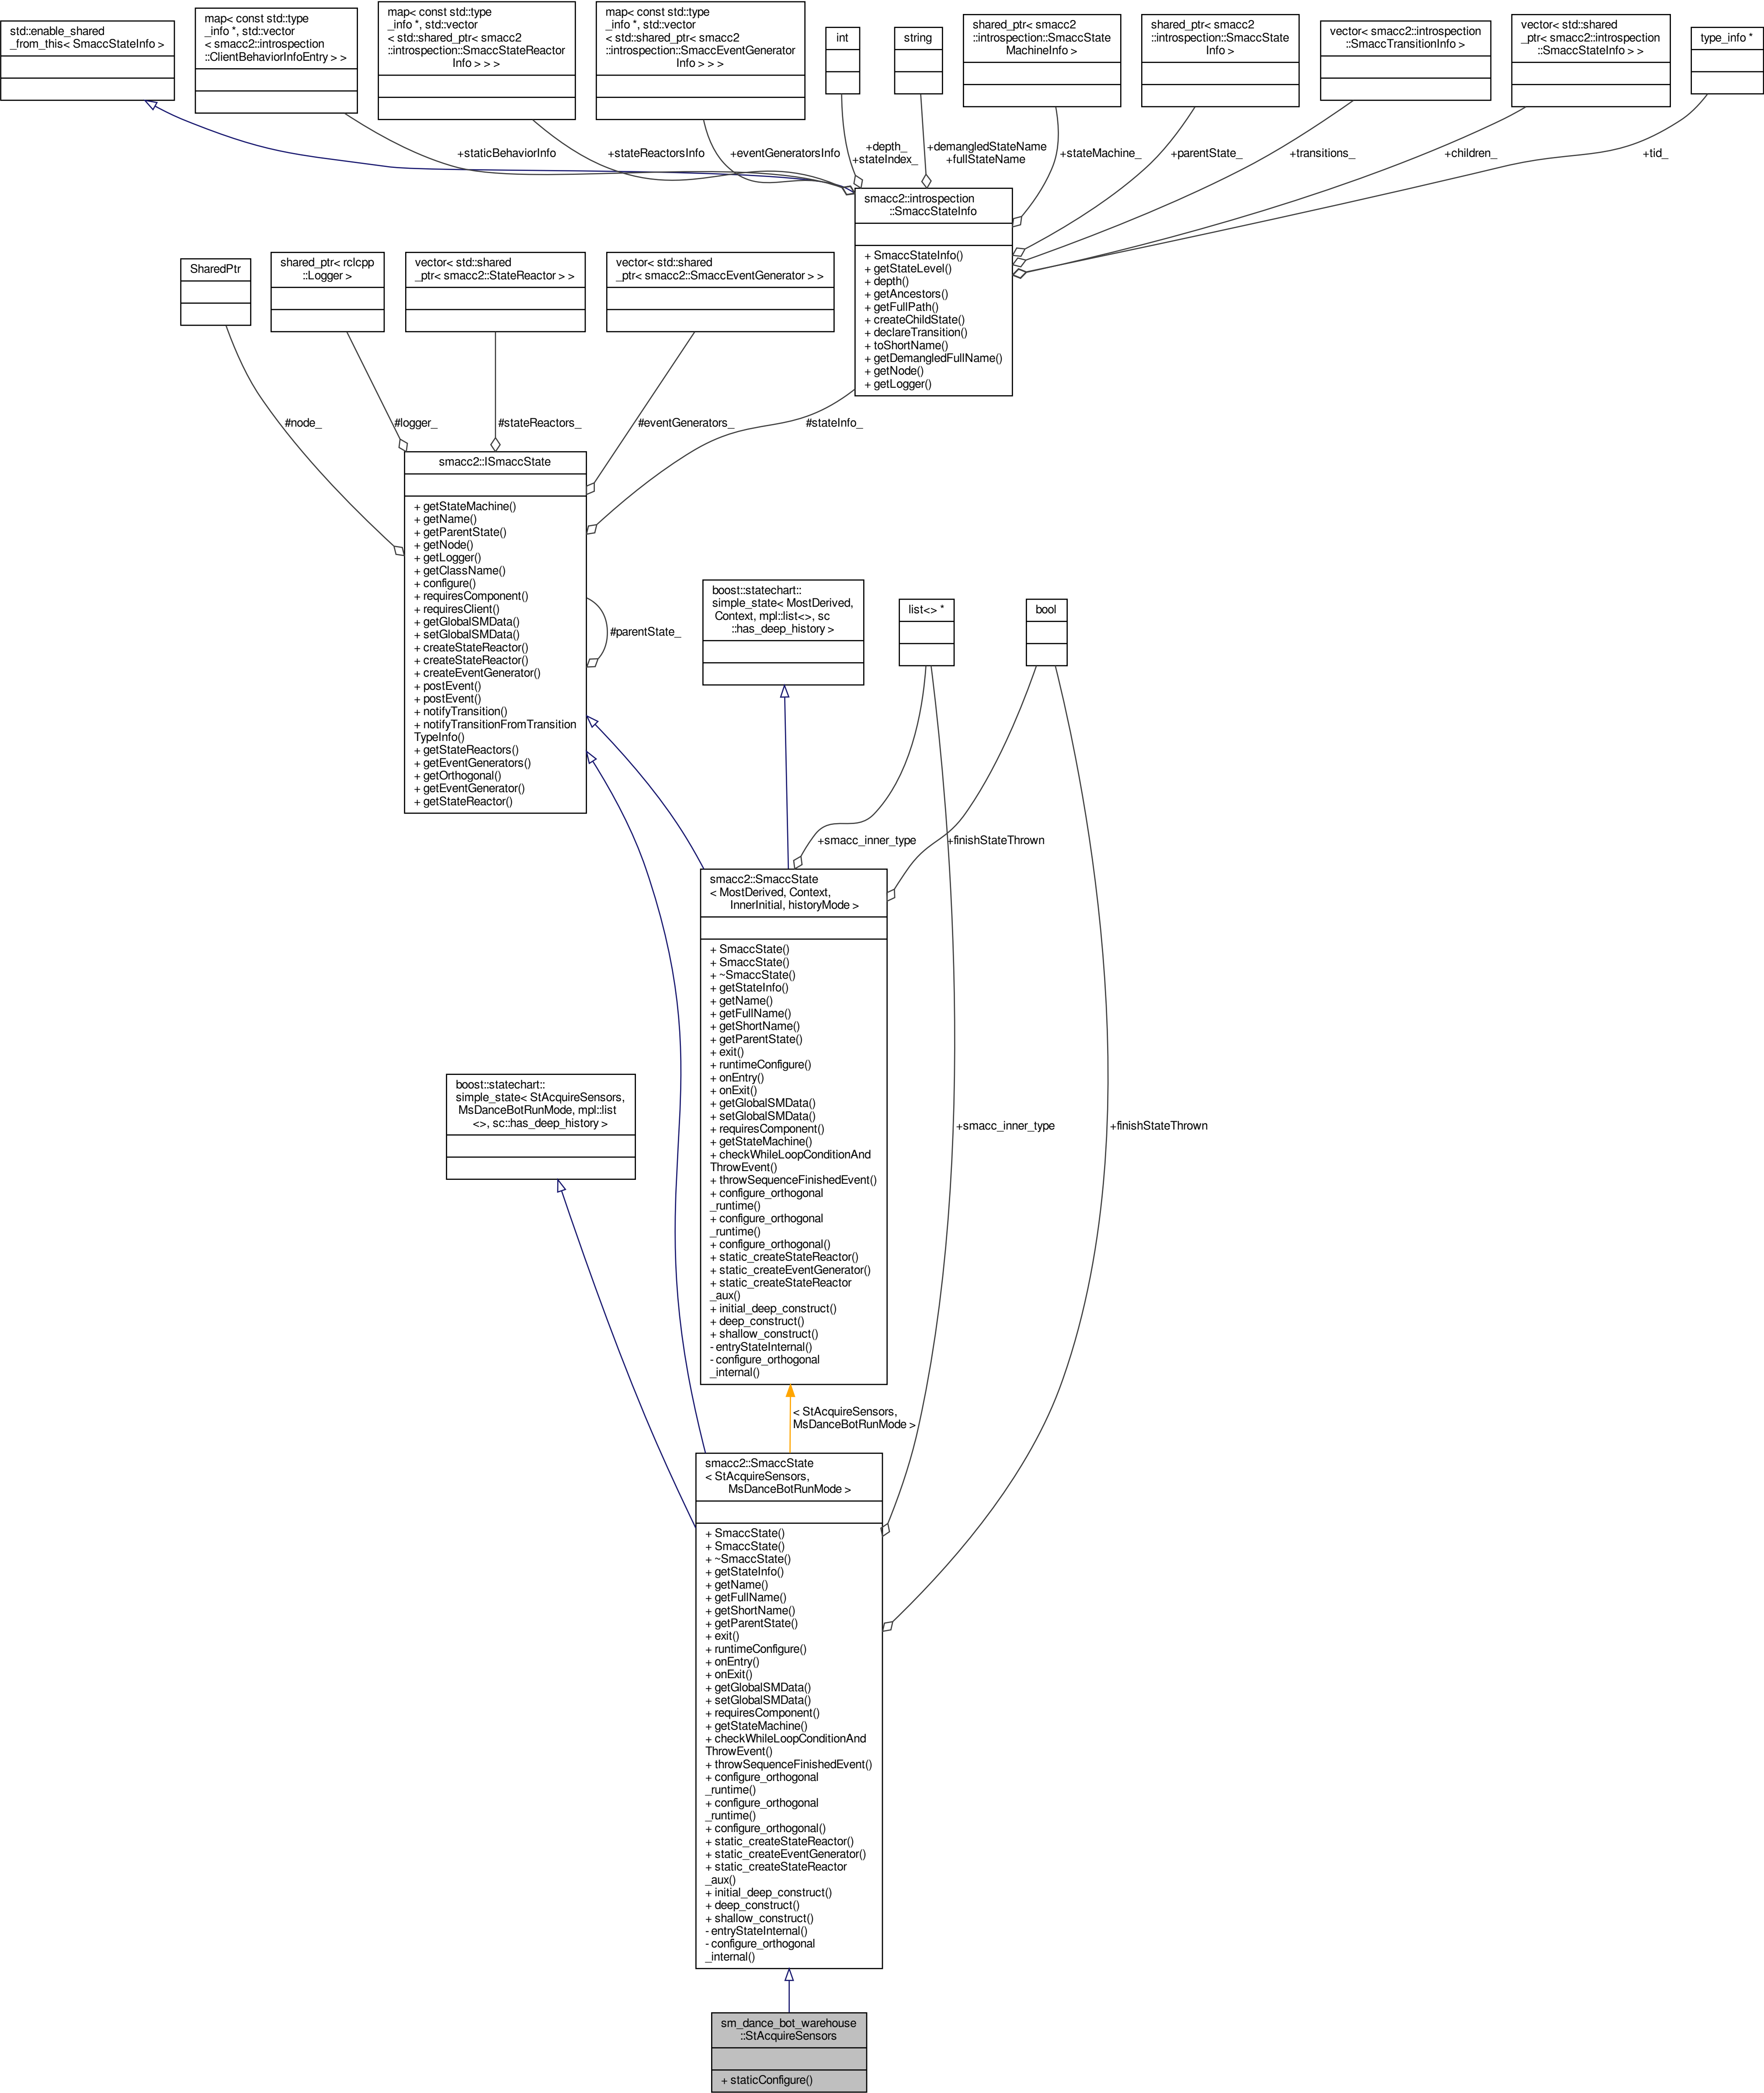 std::enable_shared
_from_this< SmaccStateInfo >
map< const std::type
_info *, std::vector
< smacc2::introspection
::ClientBehaviorInfoEntry > >
map< const std::type
_info *, std::vector
< std::shared_ptr< smacc2
::introspection::SmaccStateReactor
Info > > >
map< const std::type
_info *, std::vector
< std::shared_ptr< smacc2
::introspection::SmaccEventGenerator
Info > > >
int
string
shared_ptr< smacc2
::introspection::SmaccState
MachineInfo >
shared_ptr< smacc2
::introspection::SmaccState
Info >
vector< smacc2::introspection
::SmaccTransitionInfo >
vector< std::shared
_ptr< smacc2::introspection
::SmaccStateInfo > >
type_info *
+staticBehaviorInfo
+stateReactorsInfo
+eventGeneratorsInfo
+depth_
+stateIndex_
+demangledStateName
+fullStateName
+stateMachine_
+parentState_
+transitions_
+children_
+tid_
smacc2::introspection
::SmaccStateInfo
+ SmaccStateInfo()
+ getStateLevel()
+ depth()
+ getAncestors()
+ getFullPath()
+ createChildState()
+ declareTransition()
+ toShortName()
+ getDemangledFullName()
+ getNode()
+ getLogger()
SharedPtr
shared_ptr< rclcpp
::Logger >
vector< std::shared
_ptr< smacc2::StateReactor > >
vector< std::shared
_ptr< smacc2::SmaccEventGenerator > >
#node_
#logger_
#stateReactors_
#eventGenerators_
#stateInfo_
smacc2::ISmaccState
+ getStateMachine()
+ getName()
+ getParentState()
+ getNode()
+ getLogger()
+ getClassName()
+ configure()
+ requiresComponent()
+ requiresClient()
+ getGlobalSMData()
+ setGlobalSMData()
+ createStateReactor()
+ createStateReactor()
+ createEventGenerator()
+ postEvent()
+ postEvent()
+ notifyTransition()
+ notifyTransitionFromTransition
TypeInfo()
+ getStateReactors()
+ getEventGenerators()
+ getOrthogonal()
+ getEventGenerator()
+ getStateReactor()
#parentState_
boost::statechart::
simple_state< MostDerived,
Context, mpl::list<>, sc
::has_deep_history >
list<> *
bool
+smacc_inner_type
+finishStateThrown
smacc2::SmaccState
< MostDerived, Context,
InnerInitial, historyMode >
+ SmaccState()
+ SmaccState()
+ ~SmaccState()
+ getStateInfo()
+ getName()
+ getFullName()
+ getShortName()
+ getParentState()
+ exit()
+ runtimeConfigure()
+ onEntry()
+ onExit()
+ getGlobalSMData()
+ setGlobalSMData()
+ requiresComponent()
+ getStateMachine()
+ checkWhileLoopConditionAnd
ThrowEvent()
+ throwSequenceFinishedEvent()
+ configure_orthogonal
_runtime()
+ configure_orthogonal
_runtime()
+ configure_orthogonal()
+ static_createStateReactor()
+ static_createEventGenerator()
+ static_createStateReactor
_aux()
+ initial_deep_construct()
+ deep_construct()
+ shallow_construct()
- entryStateInternal()
- configure_orthogonal
_internal()
boost::statechart::
simple_state< StAcquireSensors,
MsDanceBotRunMode, mpl::list
<>, sc::has_deep_history >
+smacc_inner_type
+finishStateThrown
< StAcquireSensors,
MsDanceBotRunMode >
smacc2::SmaccState
< StAcquireSensors,
MsDanceBotRunMode >
+ SmaccState()
+ SmaccState()
+ ~SmaccState()
+ getStateInfo()
+ getName()
+ getFullName()
+ getShortName()
+ getParentState()
+ exit()
+ runtimeConfigure()
+ onEntry()
+ onExit()
+ getGlobalSMData()
+ setGlobalSMData()
+ requiresComponent()
+ getStateMachine()
+ checkWhileLoopConditionAnd
ThrowEvent()
+ throwSequenceFinishedEvent()
+ configure_orthogonal
_runtime()
+ configure_orthogonal
_runtime()
+ configure_orthogonal()
+ static_createStateReactor()
+ static_createEventGenerator()
+ static_createStateReactor
_aux()
+ initial_deep_construct()
+ deep_construct()
+ shallow_construct()
- entryStateInternal()
- configure_orthogonal
_internal()
sm_dance_bot_warehouse
::StAcquireSensors
+ staticConfigure()